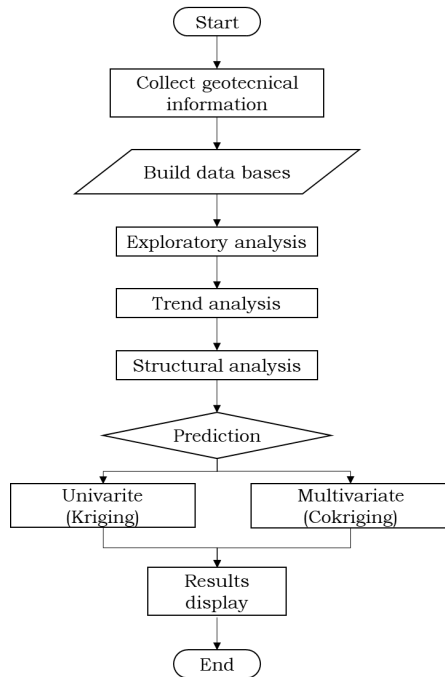 Start
Collect geotecnical
information
Build data bases
Exploratory analysis
Trend analysis
Structural analysis
Prediction
Univarite
(Kriging)
Multivariate
(Cokriging)
Results
display
End